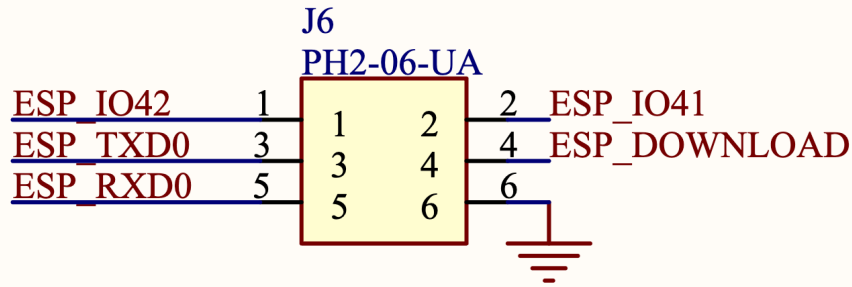 J6
PH2-06-UA
ESP_IO42 1 1 2 2 ESP_IO41
ESP_TXD0 3 3 4 4 ESP_DOWNLOAD
ESP_RXD0 5 5 6 6